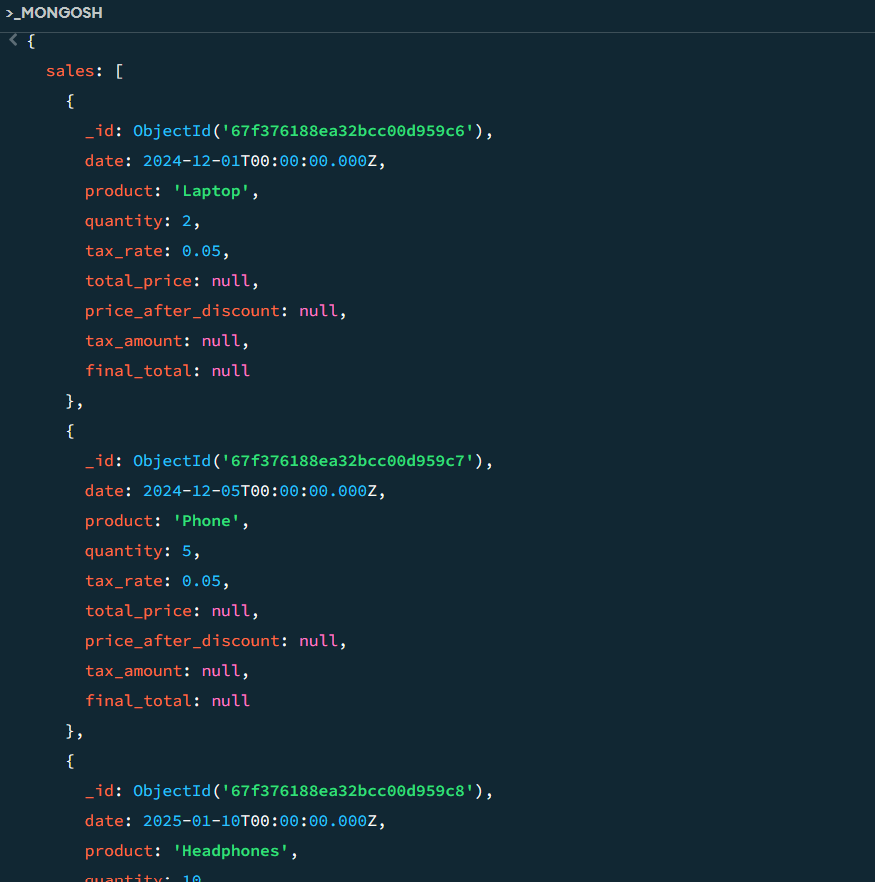 >_MONGOSH
< {
sales: [
{
_id: ObjectId('67f376188ea32bcc00d959c6'),
date: 2024-12-01T00:00:00.000Z,
product: 'Laptop',
quantity: 2,
tax_rate: 0.05,
total_price: null,
price_after_discount: null,
tax_amount: null,
final_total: null
},
{
_id: ObjectId('67f376188ea32bcc00d959c7'),
date: 2024-12-05T00:00:00.000Z,
product: 'Phone',
quantity: 5,
tax_rate: 0.05,
total_price: null,
price_after_discount: null,
tax_amount: null,
final_total: null
},
{
_id: ObjectId('67f376188ea32bcc00d959c8'),
date: 2025-01-10T00:00:00.000Z,
product: 'Headphones',
quantity: 10